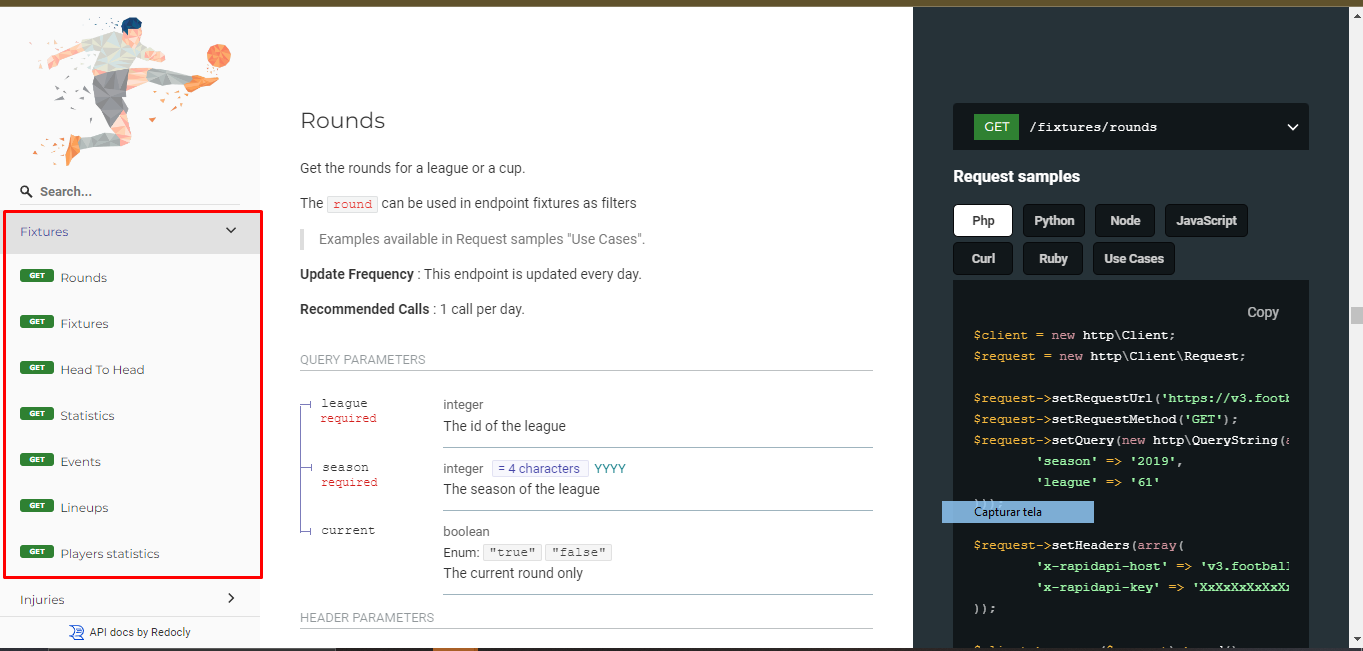 Search...
Fixtures
GET Rounds
GET Fixtures
GET Head To Head
GET Statistics
GET Events
GET Lineups
GET Players statistics
Injuries
API docs by Redocly
Rounds
Get the rounds for a league or a cup.
The round can be used in endpoint fixtures as filters
Examples available in Request samples "Use Cases".
Update Frequency : This endpoint is updated every day.
Recommended Calls : 1 call per day.
QUERY PARAMETERS
league integer
required The id of the league
season integer = 4 characters YYYY
required The season of the league
current boolean
Enum: "true" "false"
The current round only
HEADER PARAMETERS
GET /fixtures/rounds
Request samples
Php Python Node JavaScript
Curl Ruby Use Cases
Copy
$client = new http\Client;
$request = new http\Client\Request;
$request->setRequestUrl('https://v3.footb
$request->setRequestMethod('GET');
$request->setQuery(new http\QueryString(a
'season' => '2019',
'league' => '61'
Capturar tela
$request->setHeaders(array(
'x-rapidapi-host' => 'v3.football
'x-rapidapi-key' => 'XxXxXxXxXxXx
));